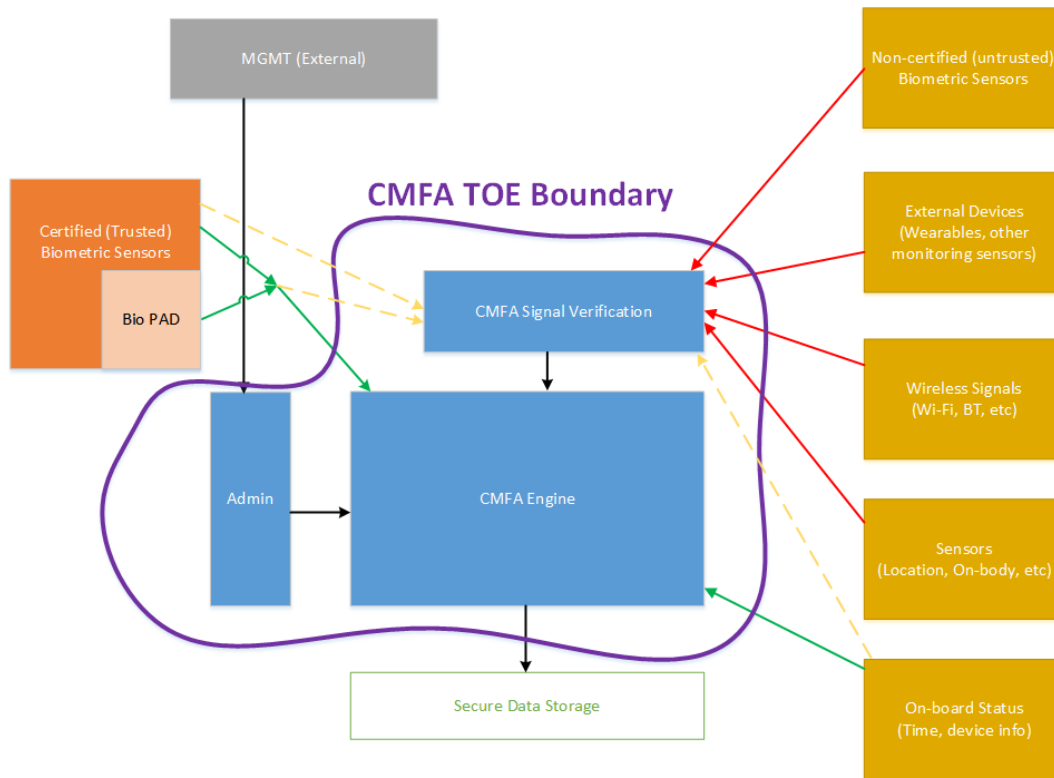 MGMT (External)
Non-certified (untrusted)
Biometric Sensors
CMFA TOE Boundary
Certified (Trusted)
Biometric Sensors
Bio PAD
External Devices
(Wearables, other
monitoring sensors)
CMFA Signal Verification
Wireless Signals
(Wi-Fi, BT, etc)
Admin
CMFA Engine
Sensors
(Location, On-body, etc)
Secure Data Storage
On-board Status
(Time, device info)